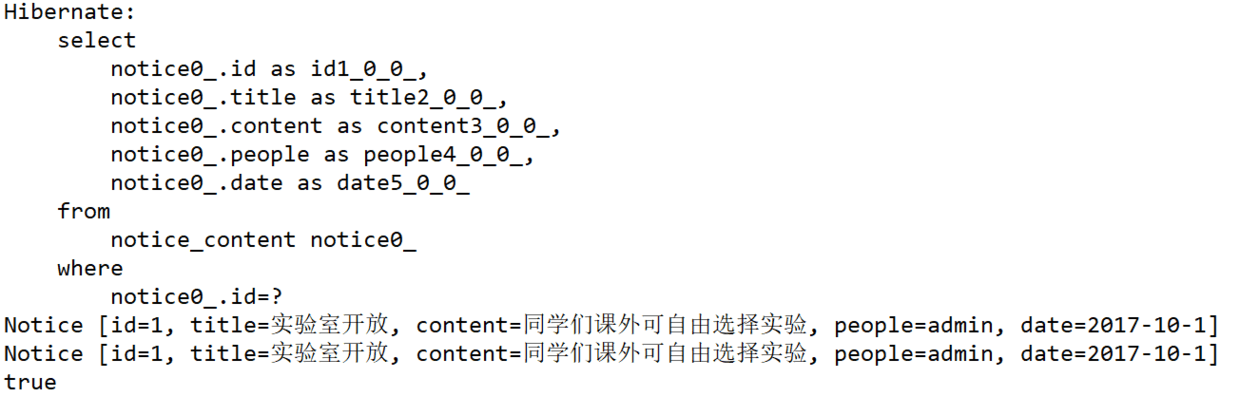 Hibernate:
    select
        notice0_.id as id1_0_0_,
        notice0_.title as title2_0_0_,
        notice0_.content as content3_0_0_,
        notice0_.people as people4_0_0_,
        notice0_.date as date5_0_0_
    from
        notice_content notice0_
    where
        notice0_.id=?
Notice [id=1, title=实验室开放, content=同学们课外可自由选择实验, people=admin, date=2017-10-1]
Notice [id=1, title=实验室开放, content=同学们课外可自由选择实验, people=admin, date=2017-10-1]
true